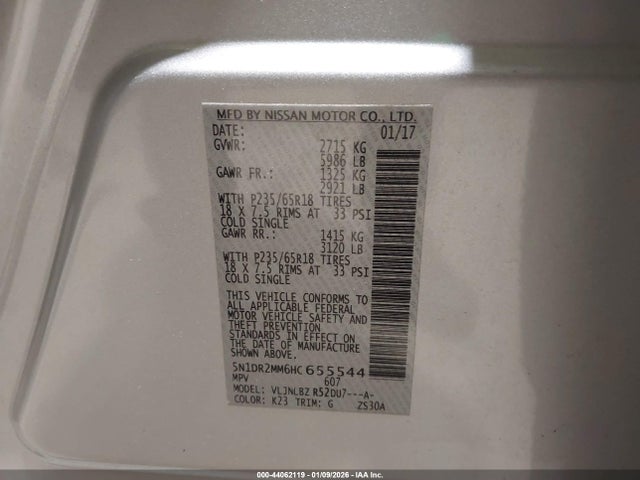 MFD BY NISSAN MOTOR CO., LTD.
DATE: 01/17
GVWR: 2715 KG
5986 LB
GAWR FR.: 1325 KG
2921 LB
WITH P235/65R18 TIRES
18 X 7.5 RIMS AT 33 PSI
COLD SINGLE
GAWR RR.: 1415 KG
3120 LB
WITH P235/65R18 TIRES
18 X 7.5 RIMS AT 33 PSI
COLD SINGLE
THIS VEHICLE CONFORMS TO
ALL APPLICABLE FEDERAL
MOTOR VEHICLE SAFETY AND
THEFT PREVENTION
STANDARDS IN EFFECT ON
THE DATE OF MANUFACTURE
SHOWN ABOVE.
5N1DR2MM6HC 655544
MPV 607
MODEL: VLJNLBZ R52DU7---A-
COLOR: K23 TRIM: G ZS30A
000-44062119 - 01/09/2026 - IAA Inc.